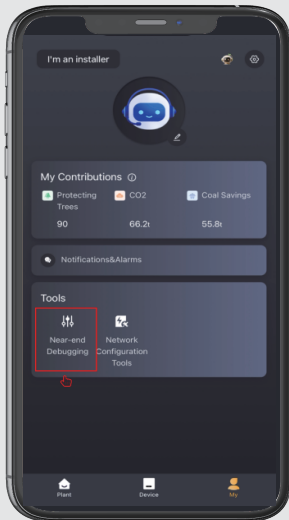 I'm an installer
My Contributions
Protecting Trees CO2 Coal Savings
90 66.2t 55.8t
Notifications&Alarms
Tools
Near-end Debugging
Network Configuration Tools
Plant Device My